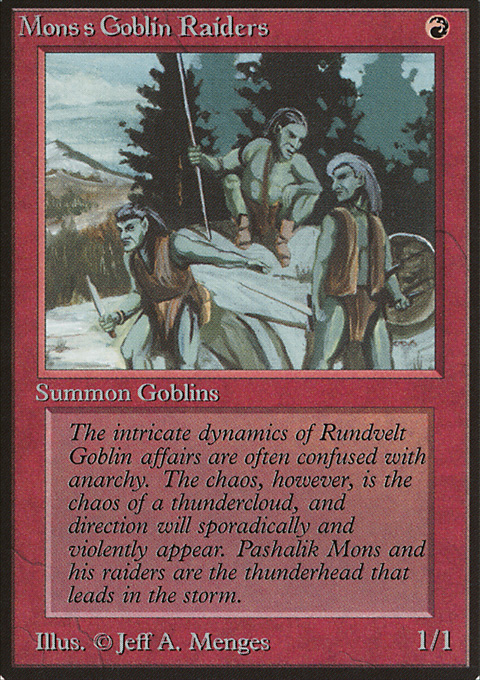 Mons's Goblin Raiders
Summon Goblins
The intricate dynamics of Rundvelt
Goblin affairs are often confused with
anarchy. The chaos, however, is the
chaos of a thundercloud, and
direction will sporadically and
violently appear. Pashalik Mons and
his raiders are the thunderhead that
leads in the storm.
Illus. © Jeff A. Menges
1/1